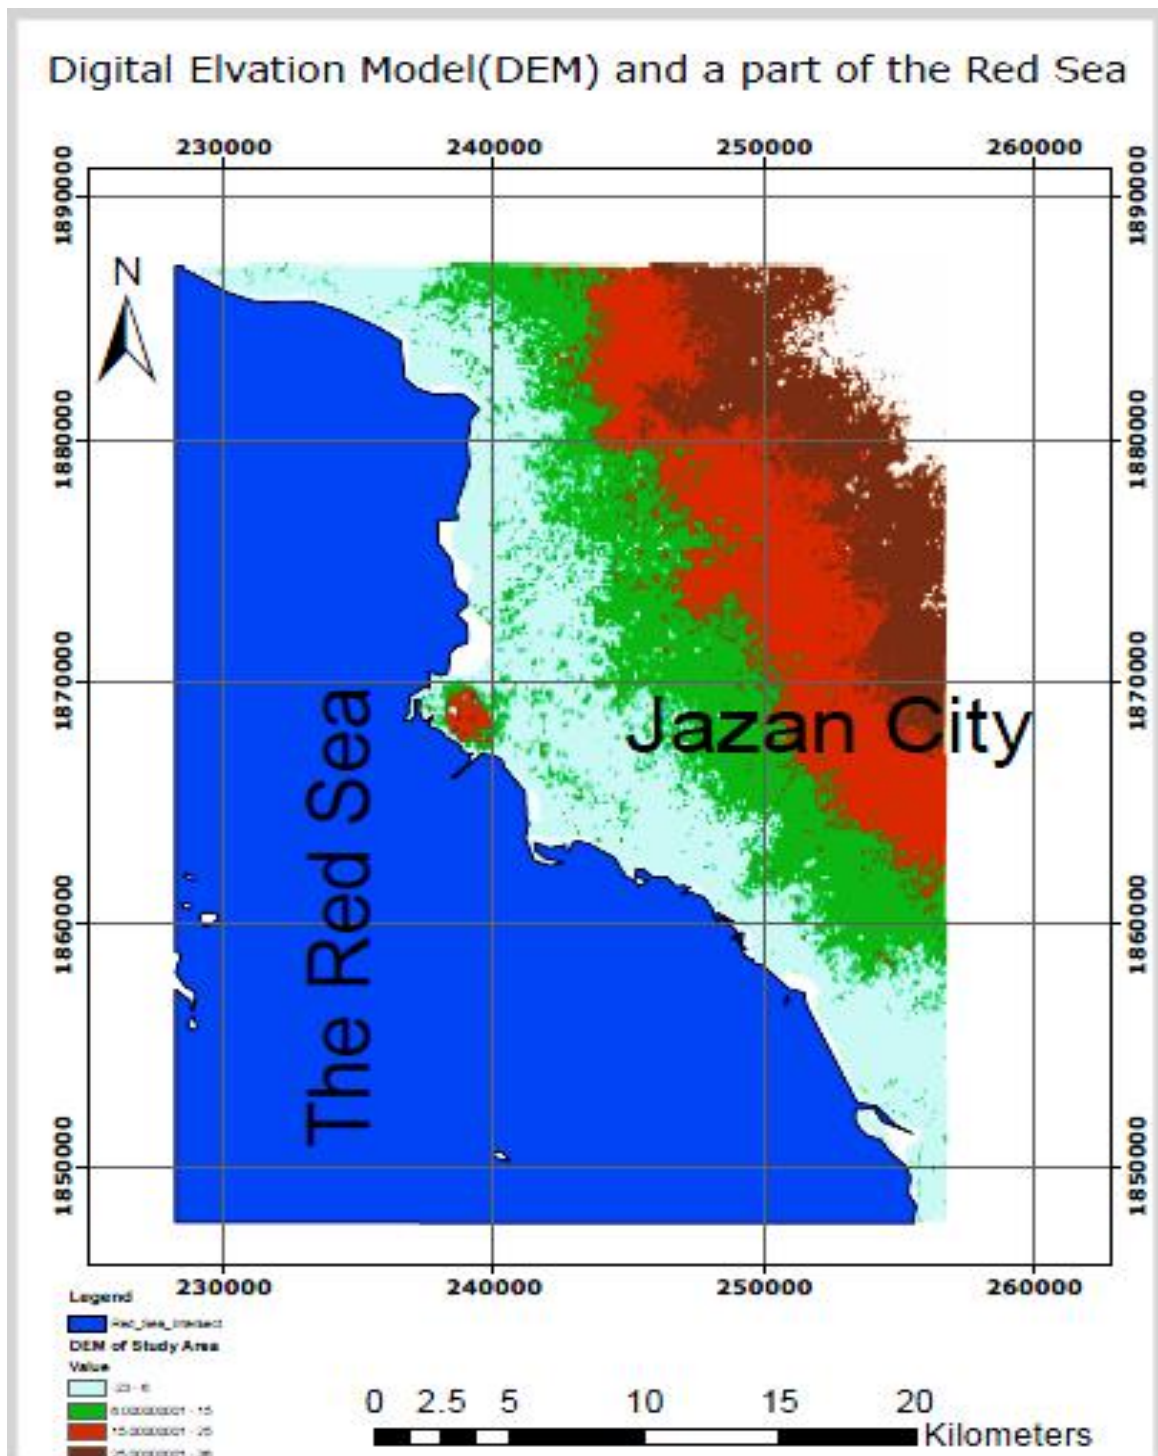 Digital Elvation Model(DEM) and a part of the Red Sea
230000 240000 250000 260000
1890000 1890000
N
1880000 1880000
1870000 1870000
Jazan City
The Red Sea
1860000 1860000
1850000 1850000
230000 240000 250000 260000
Legend
Red_Sea_Intersect
DEM of Study Area
Value
0 2.5 5 10 15 20
Kilometers